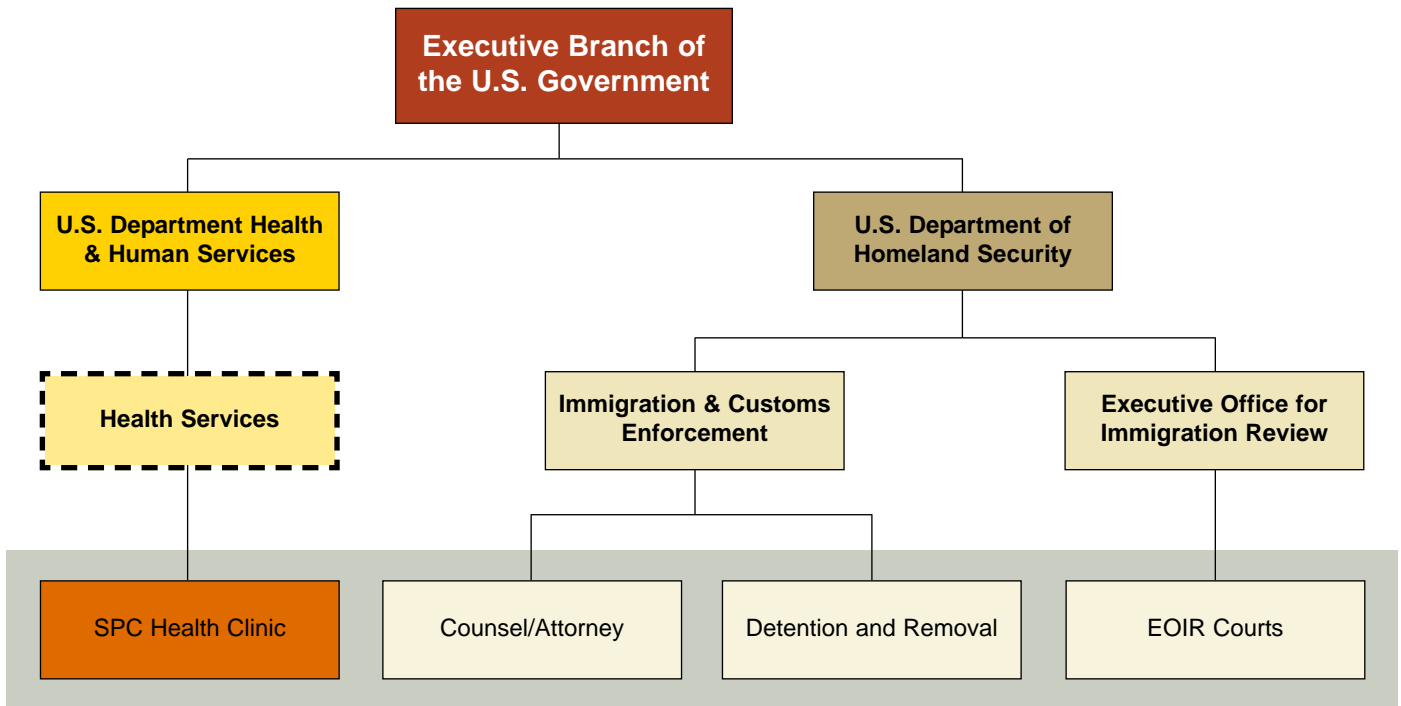 Executive Branch of
the U.S. Government
U.S. Department Health
& Human Services
U.S. Department of
Homeland Security
Health Services
Immigration & Customs
Enforcement
Executive Office for
Immigration Review
SPC Health Clinic
Counsel/Attorney
Detention and Removal
EOIR Courts